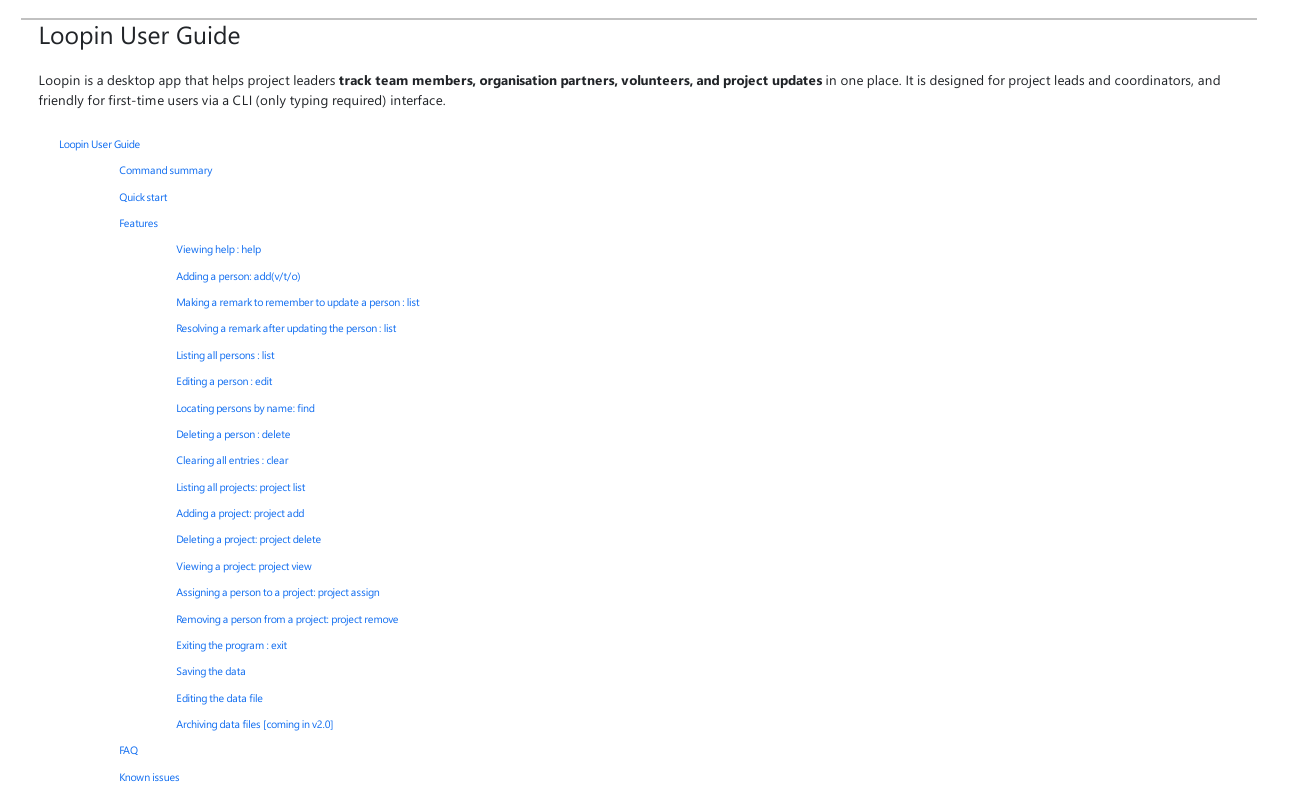 Loopin User Guide
Loopin is a desktop app that helps project leaders track team members, organisation partners, volunteers, and project updates in one place. It is designed for project leads and coordinators, and
friendly for first-time users via a CLI (only typing required) interface.
Loopin User Guide
Command summary
Quick start
Features
Viewing help : help
Adding a person: add(v/t/o)
Making a remark to remember to update a person : list
Resolving a remark after updating the person : list
Listing all persons : list
Editing a person : edit
Locating persons by name: find
Deleting a person : delete
Clearing all entries : clear
Listing all projects: project list
Adding a project: project add
Deleting a project: project delete
Viewing a project: project view
Assigning a person to a project: project assign
Removing a person from a project: project remove
Exiting the program : exit
Saving the data
Editing the data file
Archiving data files [coming in v2.0]
FAQ
Known issues